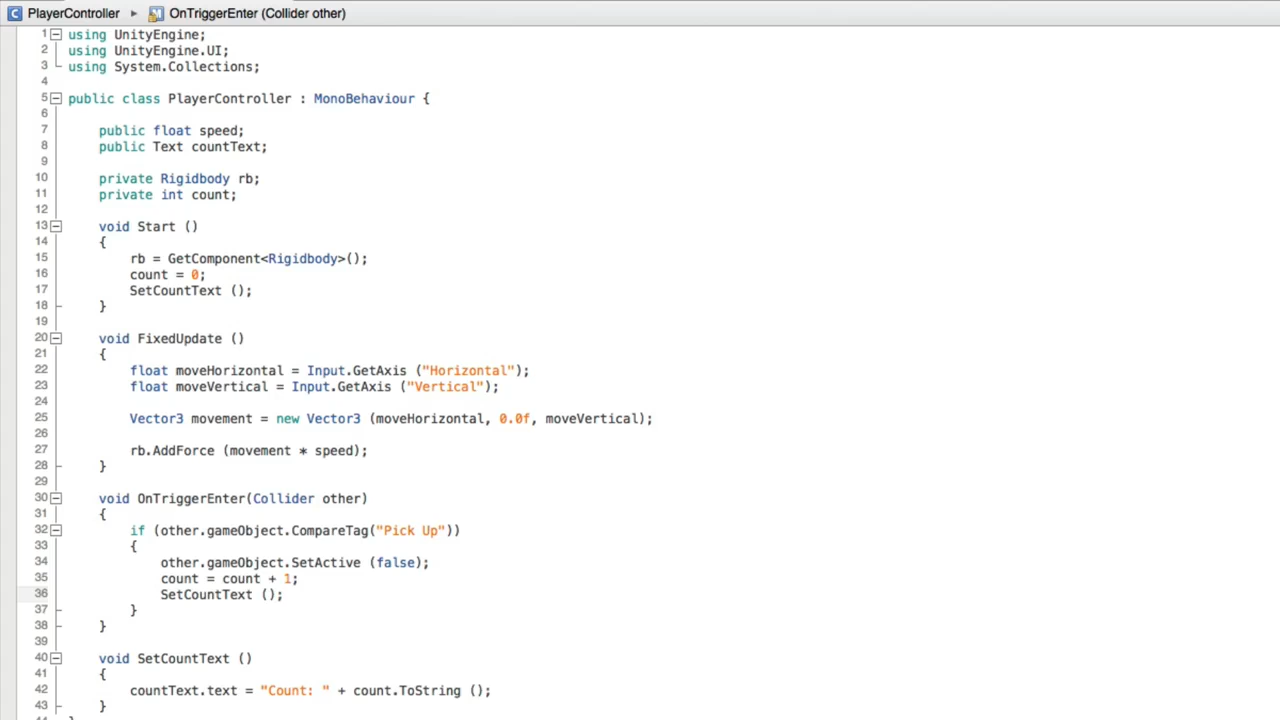 PlayerController ▸ OnTriggerEnter (Collider other)
1 using UnityEngine;
2 using UnityEngine.UI;
3 using System.Collections;
4
5 public class PlayerController : MonoBehaviour {
6
7 public float speed;
8 public Text countText;
9
10 private Rigidbody rb;
11 private int count;
12
13 void Start ()
14 {
15 rb = GetComponent<Rigidbody>();
16 count = 0;
17 SetCountText ();
18 }
19
20 void FixedUpdate ()
21 {
22 float moveHorizontal = Input.GetAxis ("Horizontal");
23 float moveVertical = Input.GetAxis ("Vertical");
24
25 Vector3 movement = new Vector3 (moveHorizontal, 0.0f, moveVertical);
26
27 rb.AddForce (movement * speed);
28 }
29
30 void OnTriggerEnter(Collider other)
31 {
32 if (other.gameObject.CompareTag("Pick Up"))
33 {
34 other.gameObject.SetActive (false);
35 count = count + 1;
36 SetCountText ();
37 }
38 }
39
40 void SetCountText ()
41 {
42 countText.text = "Count: " + count.ToString ();
43 }